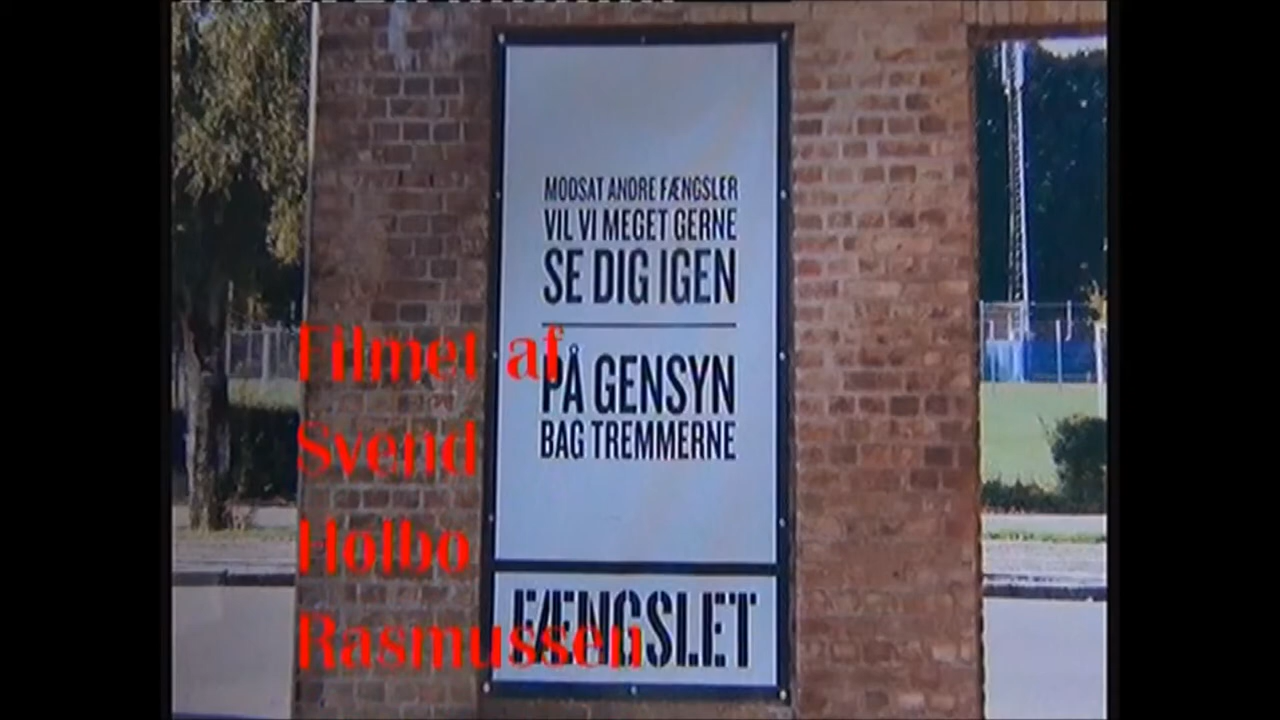 MODSAT ANDRE FÆNGSLER
VIL VI MEGET GERNE
SE DIG IGEN
PÅ GENSYN
BAG TREMMERNE
FÆNGSLET
Filmet af
Svend
Holbo
Rasmussen